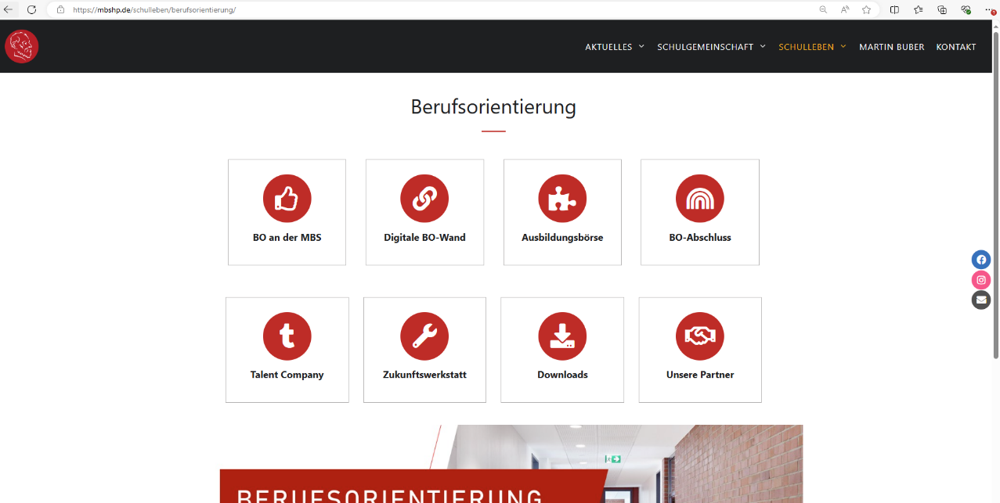 https://mbshp.de/schulleben/berufsorientierung/
AKTUELLES SCHULGEMEINSCHAFT SCHULLEBEN MARTIN BUBER KONTAKT
Berufsorientierung
BO an der MBS
Digitale BO-Wand
Ausbildungsbörse
BO-Abschluss
t
Talent Company
Zukunftswerkstatt
Downloads
Unsere Partner
BERUFSORIENTIERUNG